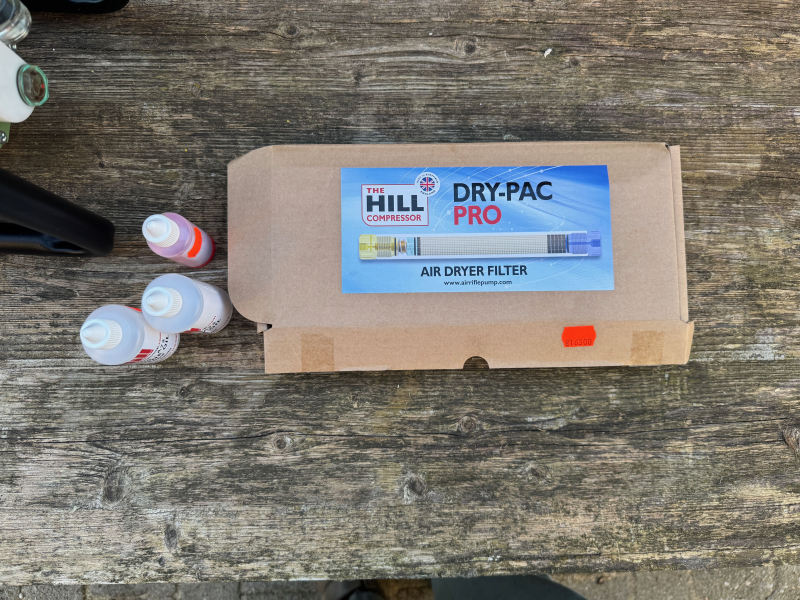 THE
HILL
COMPRESSOR
DRY-PAC
PRO
AIR DRYER FILTER
www.airriflepump.com